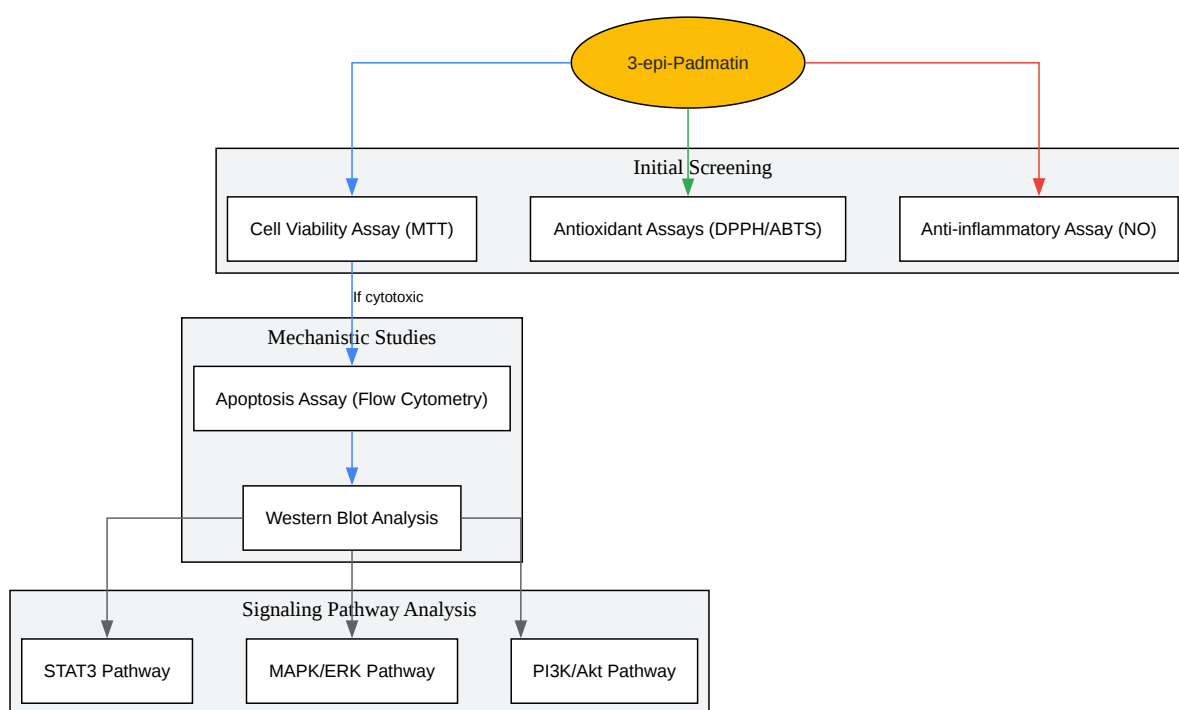 3-epi-Padmatin
Initial Screening
Cell Viability Assay (MTT)
Antioxidant Assays (DPPH/ABTS)
Anti-inflammatory Assay (NO)
If cytotoxic
Mechanistic Studies
Apoptosis Assay (Flow Cytometry)
Western Blot Analysis
Signaling Pathway Analysis
STAT3 Pathway
MAPK/ERK Pathway
PI3K/Akt Pathway